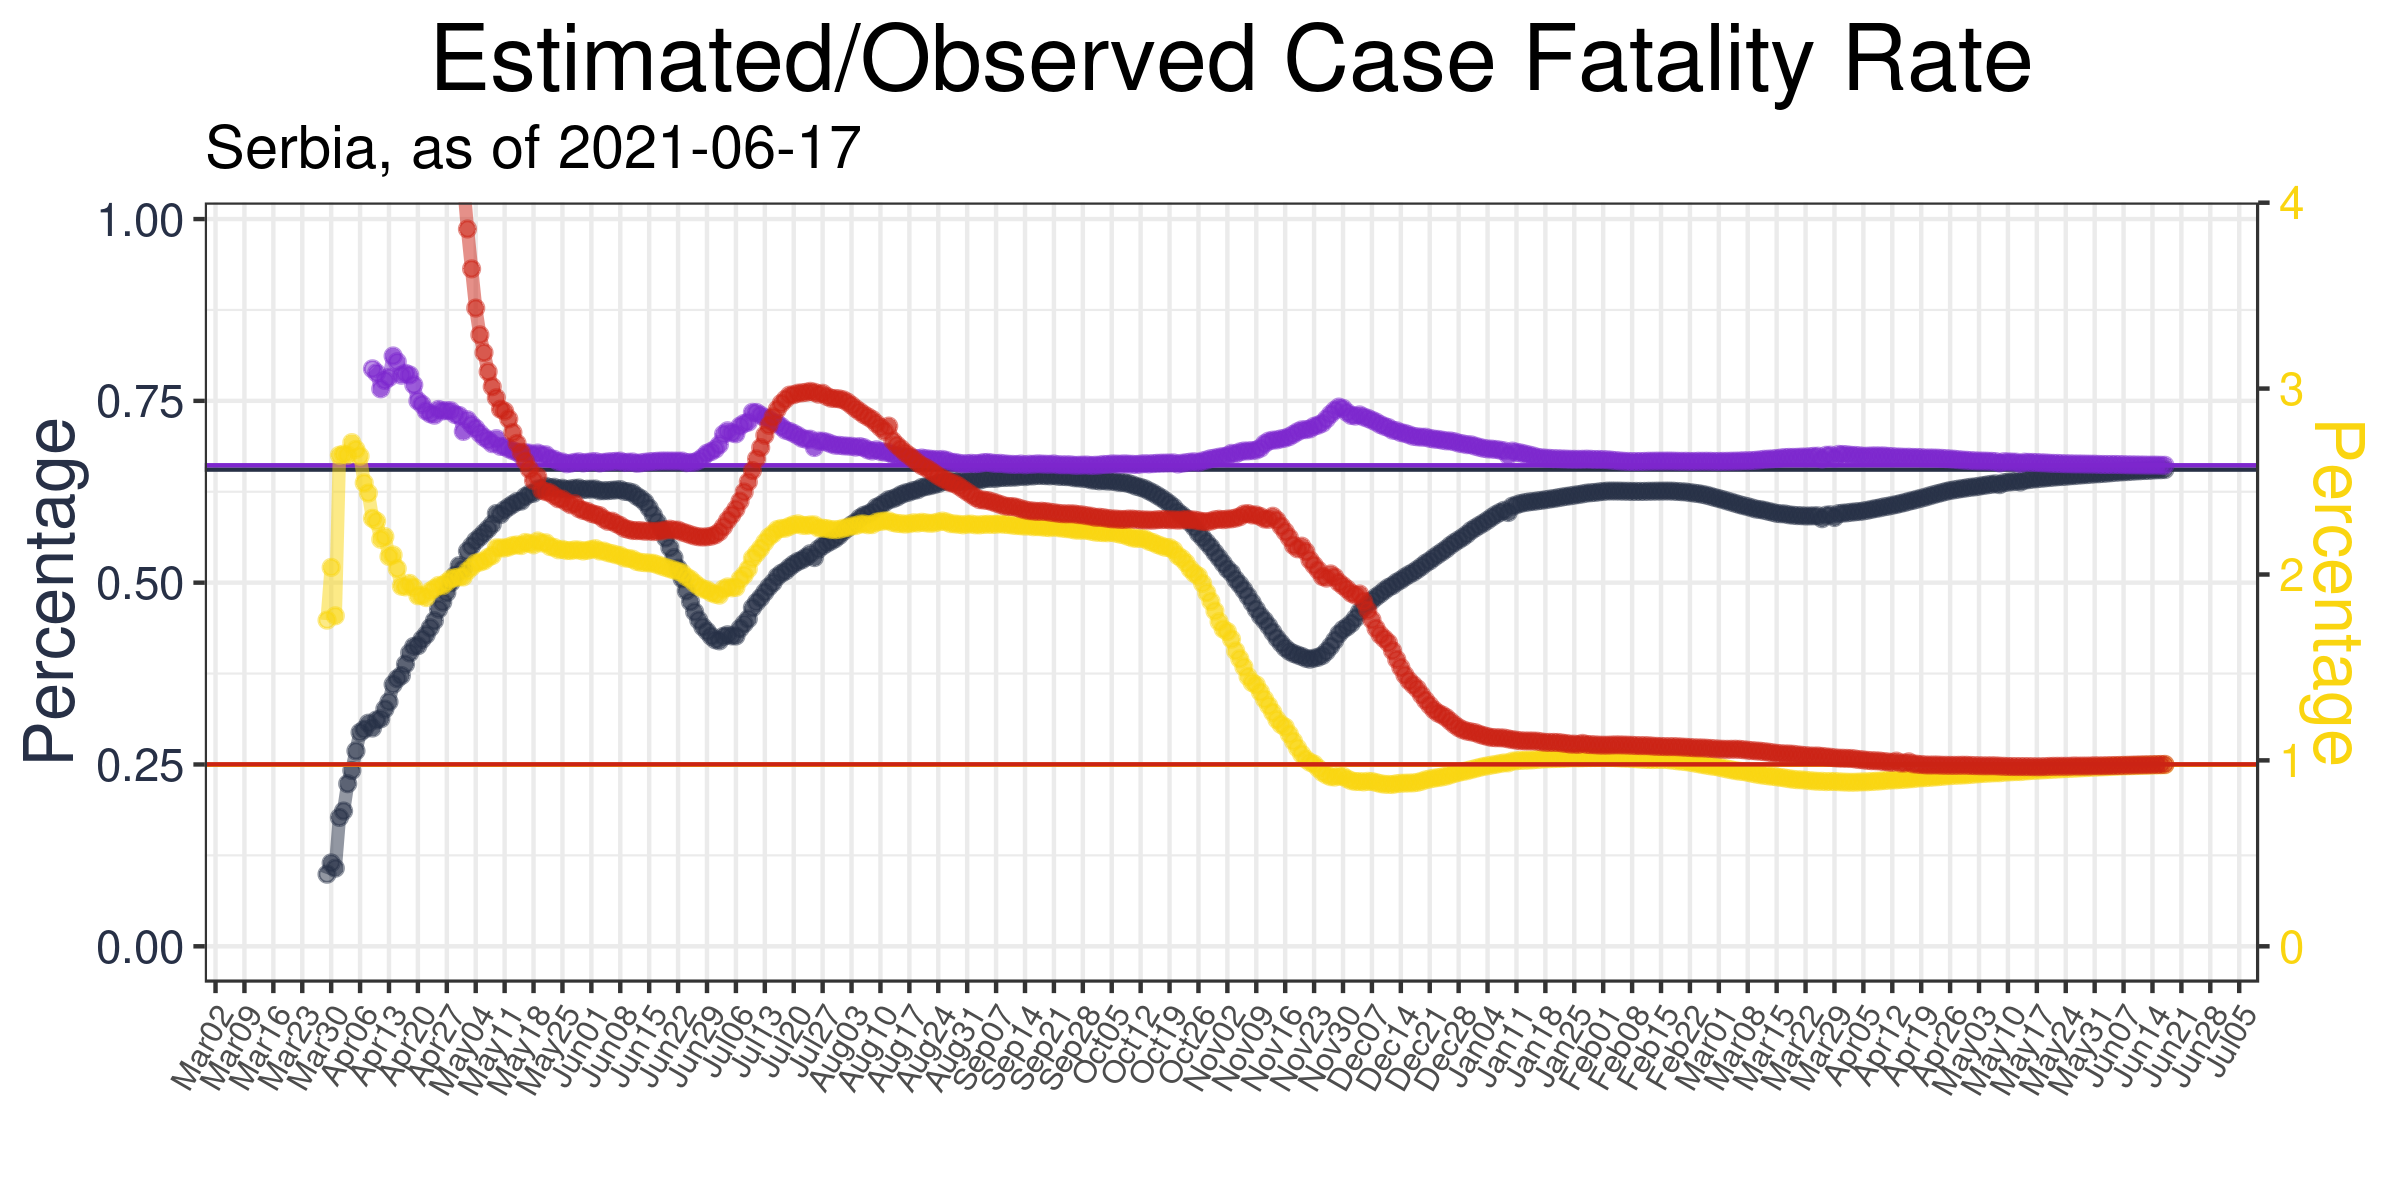 Estimated/Observed Case Fatality Rate
Serbia, as of 2021-06-17
Percentage
1.00
0.75
0.50
0.25
0.00
4
3
2
1
0
Percentage
Mar02
Mar09
Mar16
Mar23
Mar30
Apr06
Apr13
Apr20
Apr27
May04
May11
May18
May25
Jun01
Jun08
Jun15
Jun22
Jun29
Jul06
Jul13
Jul20
Jul27
Aug03
Aug10
Aug17
Aug24
Aug31
Sep07
Sep14
Sep21
Sep28
Oct05
Oct12
Oct19
Oct26
Nov02
Nov09
Nov16
Nov23
Nov30
Dec07
Dec14
Dec21
Dec28
Jan04
Jan11
Jan18
Jan25
Feb01
Feb08
Feb15
Feb22
Mar01
Mar08
Mar15
Mar22
Mar29
Apr05
Apr12
Apr19
Apr26
May03
May10
May17
May24
May31
Jun07
Jun14
Jun21
Jun28
Jul05